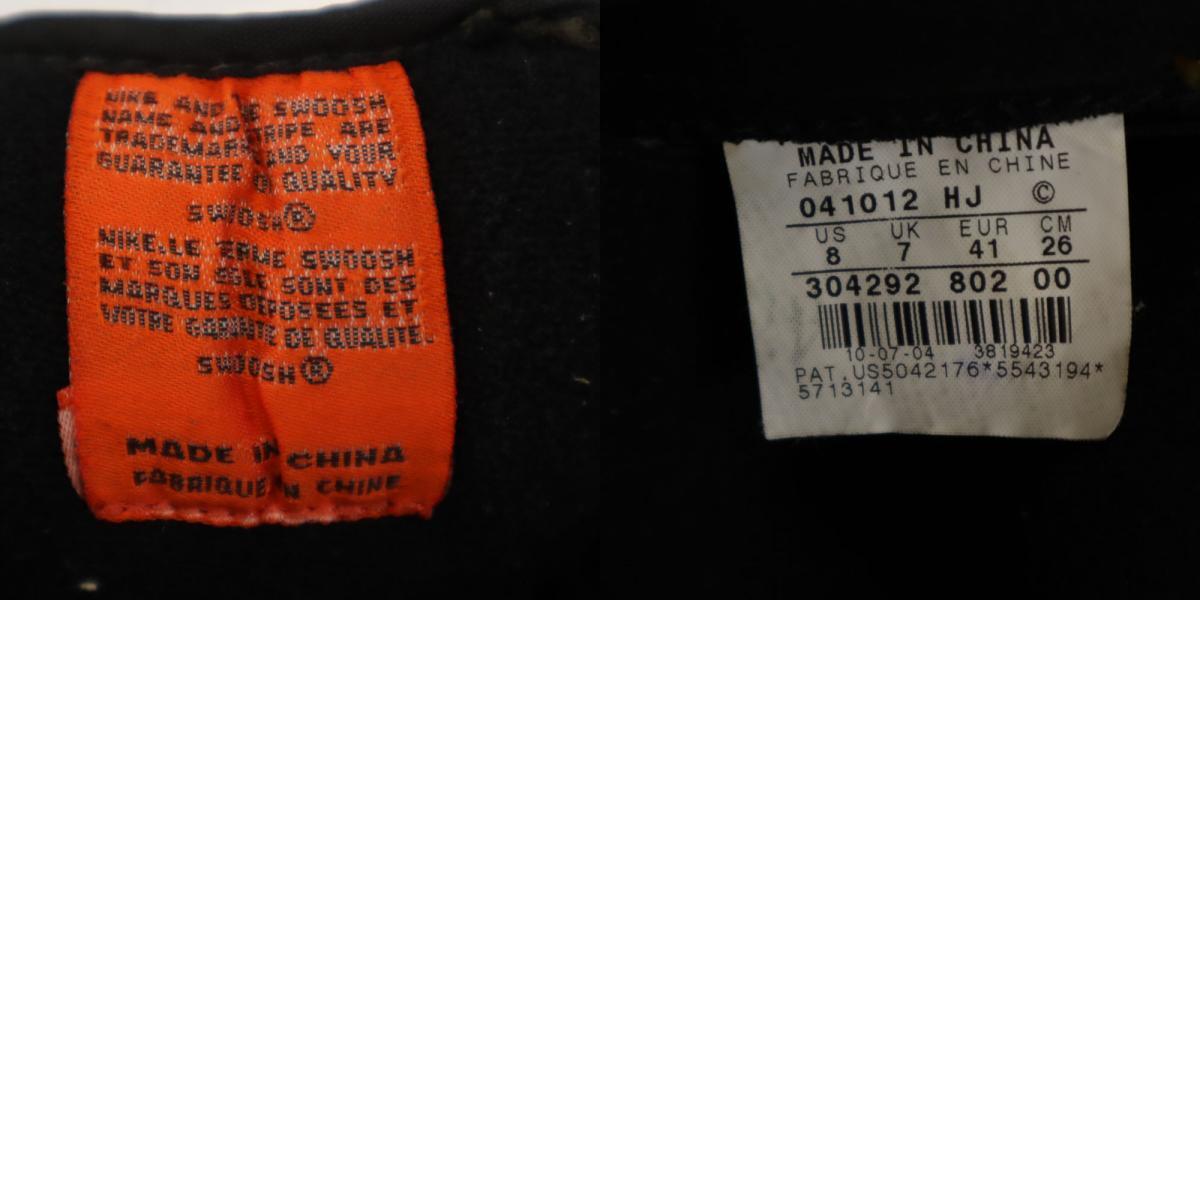 NIKE AND THE SWOOSH
NAME AND STRIPE ARE
TRADEMARKS AND YOUR
GUARANTEE OF QUALITY
SWOOSH®
NIKE, LE TERME SWOOSH
ET SON SIGLE SONT DES
MARQUES DEPOSEES ET
VOTRE GARANTE DE QUALITE.
SWOOSH®
MADE IN CHINA
FABRIQUE EN CHINE
MADE IN CHINA
FABRIQUE EN CHINE
041012 HJ ©
US UK EUR CM
8 7 41 26
304292 802 00
10-07-04 3819423
PAT.US5042176*5543194*
5713141